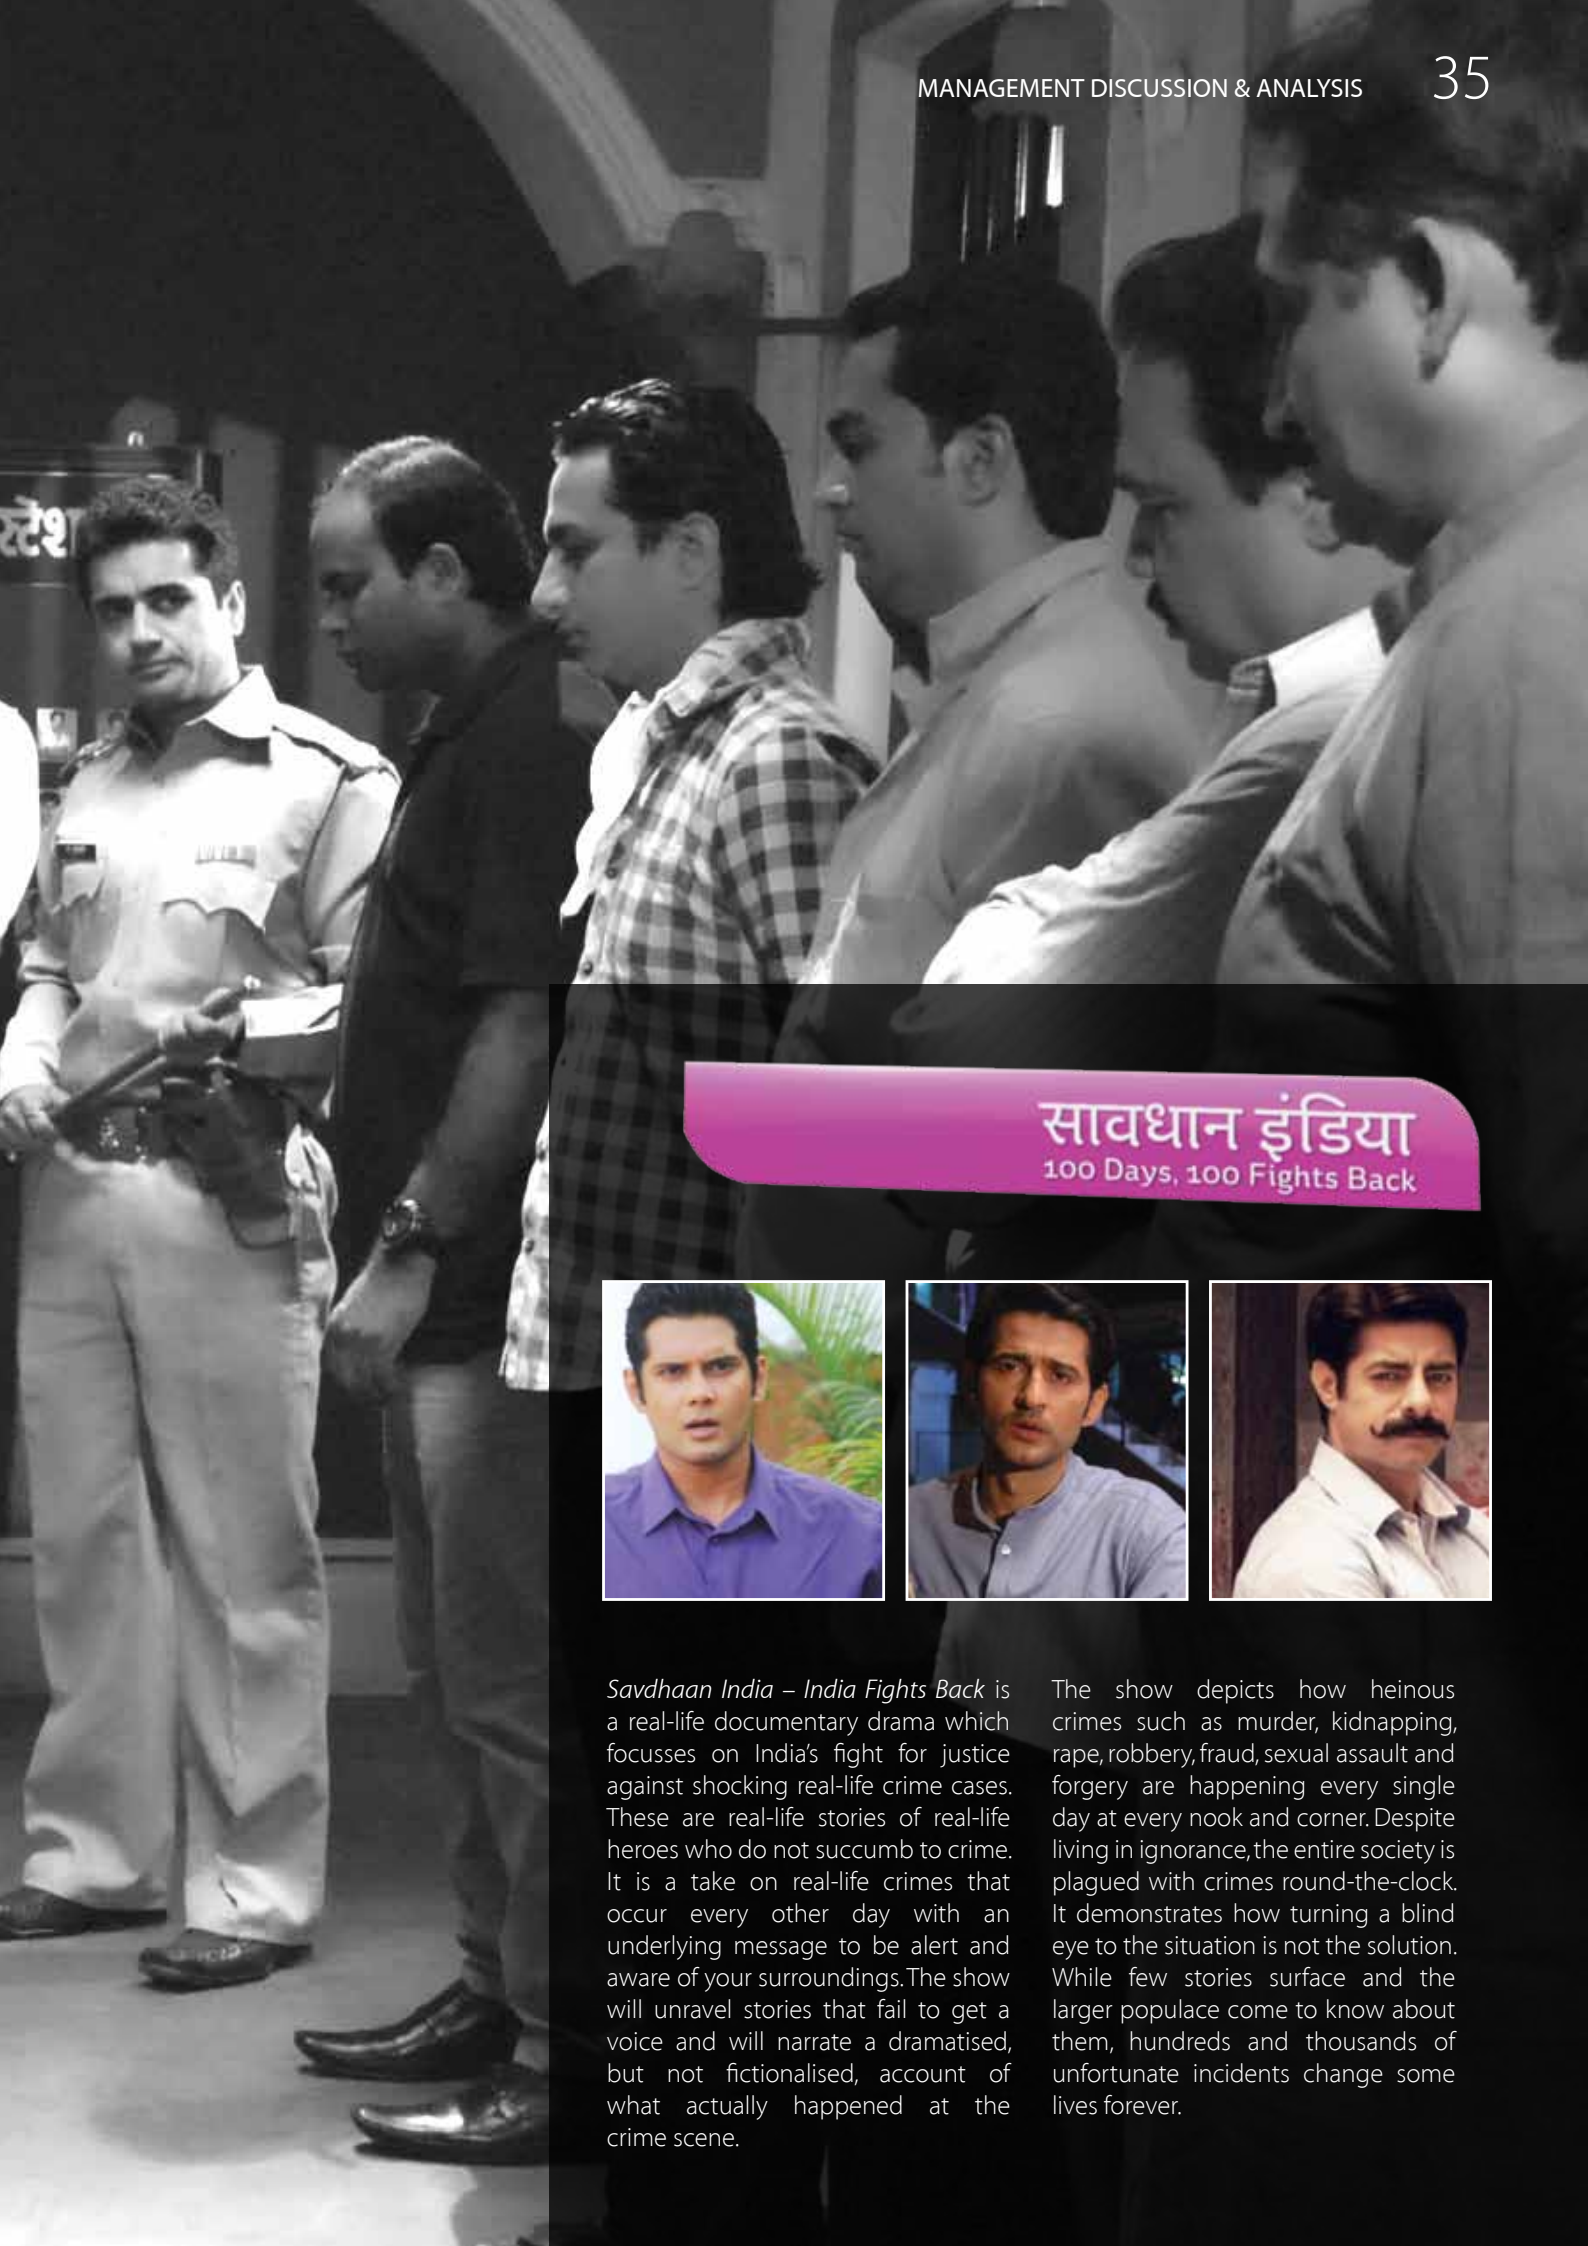 MANAGEMENT DISCUSSION & ANALYSIS 35
सावधान इंडिया
100 Days, 100 Fights Back
Savdhaan India – India Fights Back is
a real-life documentary drama which
focusses on India’s fight for justice
against shocking real-life crime cases.
These are real-life stories of real-life
heroes who do not succumb to crime.
It is a take on real-life crimes that
occur every other day with an
underlying message to be alert and
aware of your surroundings. The show
will unravel stories that fail to get a
voice and will narrate a dramatised,
but not fictionalised, account of
what actually happened at the
crime scene.
The show depicts how heinous
crimes such as murder, kidnapping,
rape, robbery, fraud, sexual assault and
forgery are happening every single
day at every nook and corner. Despite
living in ignorance, the entire society is
plagued with crimes round-the-clock.
It demonstrates how turning a blind
eye to the situation is not the solution.
While few stories surface and the
larger populace come to know about
them, hundreds and thousands of
unfortunate incidents change some
lives forever.